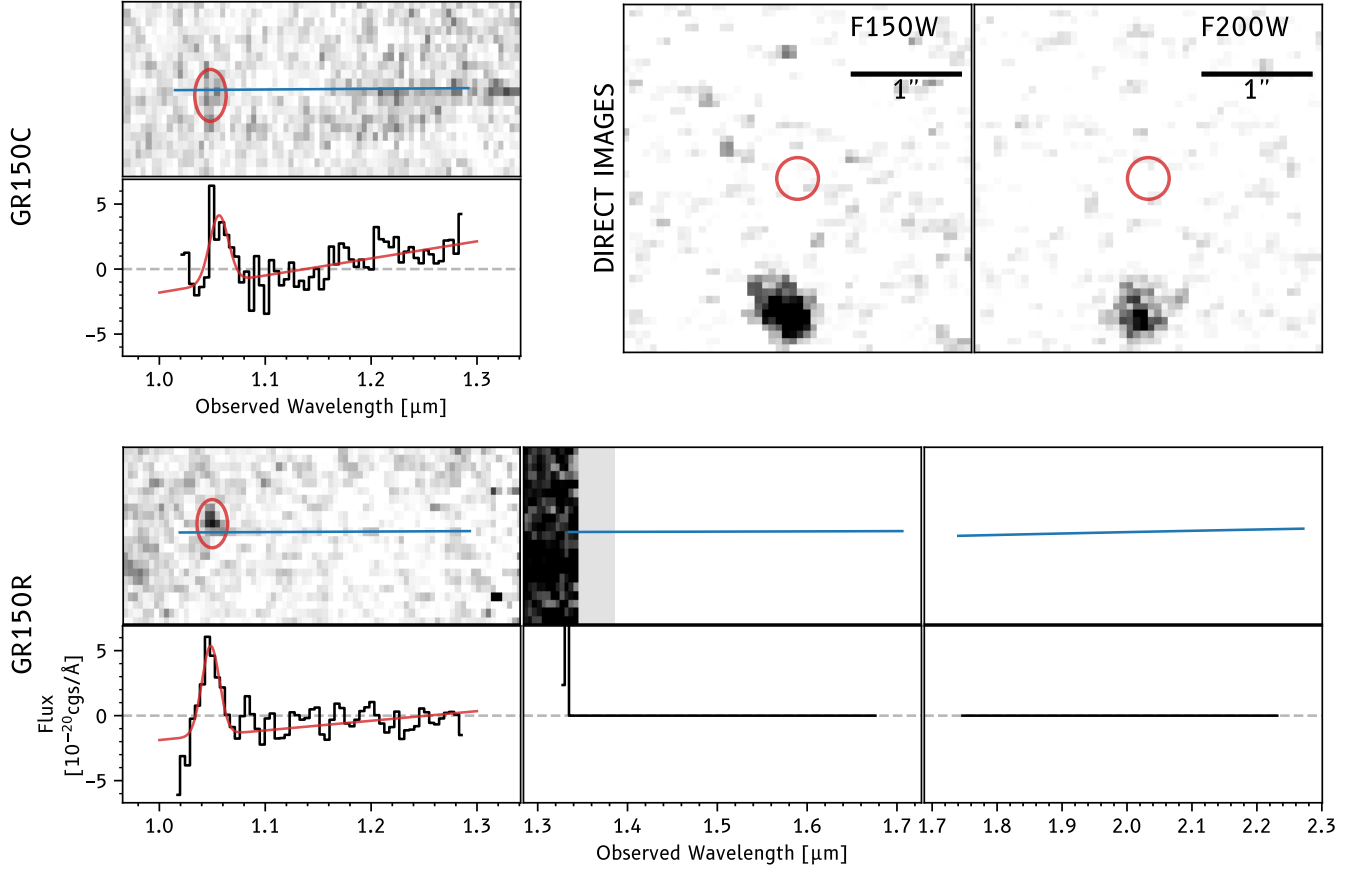 GR150C
5
0
−5
1.0 1.1 1.2 1.3
Observed Wavelength [μm]
DIRECT IMAGES
F150W
1”
F200W
1”
GR150R
Flux
[10⁻²⁰cgs/Å]
5
0
−5
1.0 1.1 1.2 1.3
1.3 1.4 1.5 1.6 1.7
1.7 1.8 1.9 2.0 2.1 2.2 2.3
Observed Wavelength [μm]